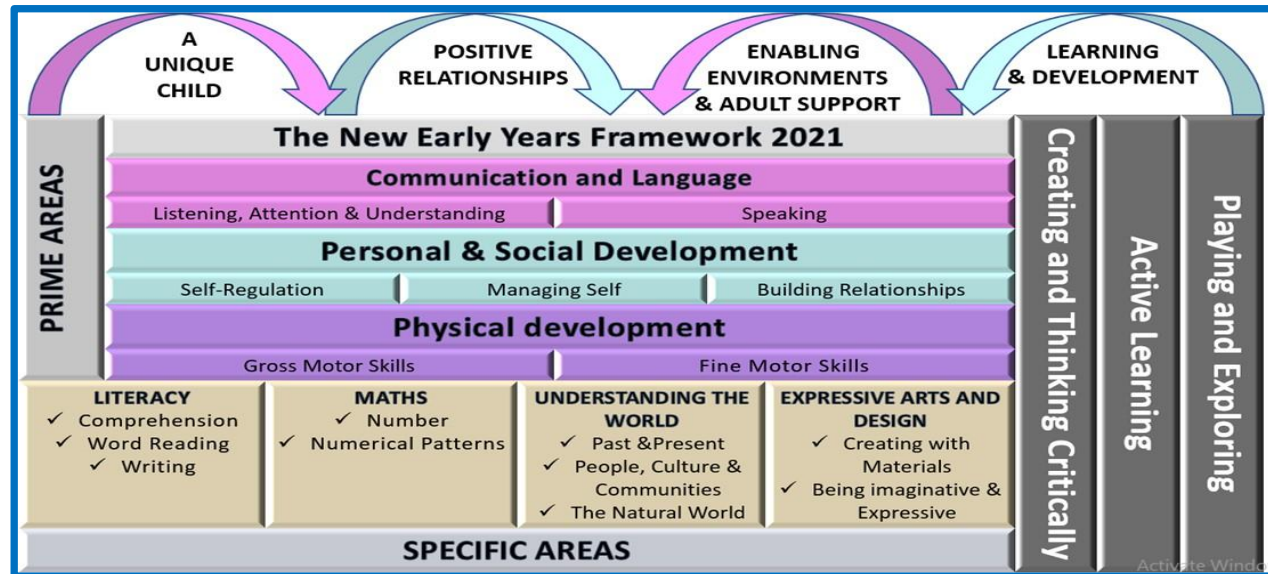 A
UNIQUE
CHILD
POSITIVE
RELATIONSHIPS
ENABLING
ENVIRONMENTS
& ADULT SUPPORT
LEARNING
& DEVELOPMENT
PRIME AREAS
The New Early Years Framework 2021
Communication and Language
Listening, Attention & Understanding
Speaking
Personal & Social Development
Self-Regulation
Managing Self
Building Relationships
Physical development
Gross Motor Skills
Fine Motor Skills
LITERACY
✓ Comprehension
✓ Word Reading
✓ Writing
MATHS
✓ Number
✓ Numerical Patterns
UNDERSTANDING THE
WORLD
✓ Past &Present
✓ People, Culture &
Communities
✓ The Natural World
EXPRESSIVE ARTS AND
DESIGN
✓ Creating with
Materials
✓ Being imaginative &
Expressive
SPECIFIC AREAS
Creating and Thinking Critically
Active Learning
Playing and Exploring
Activate Windo